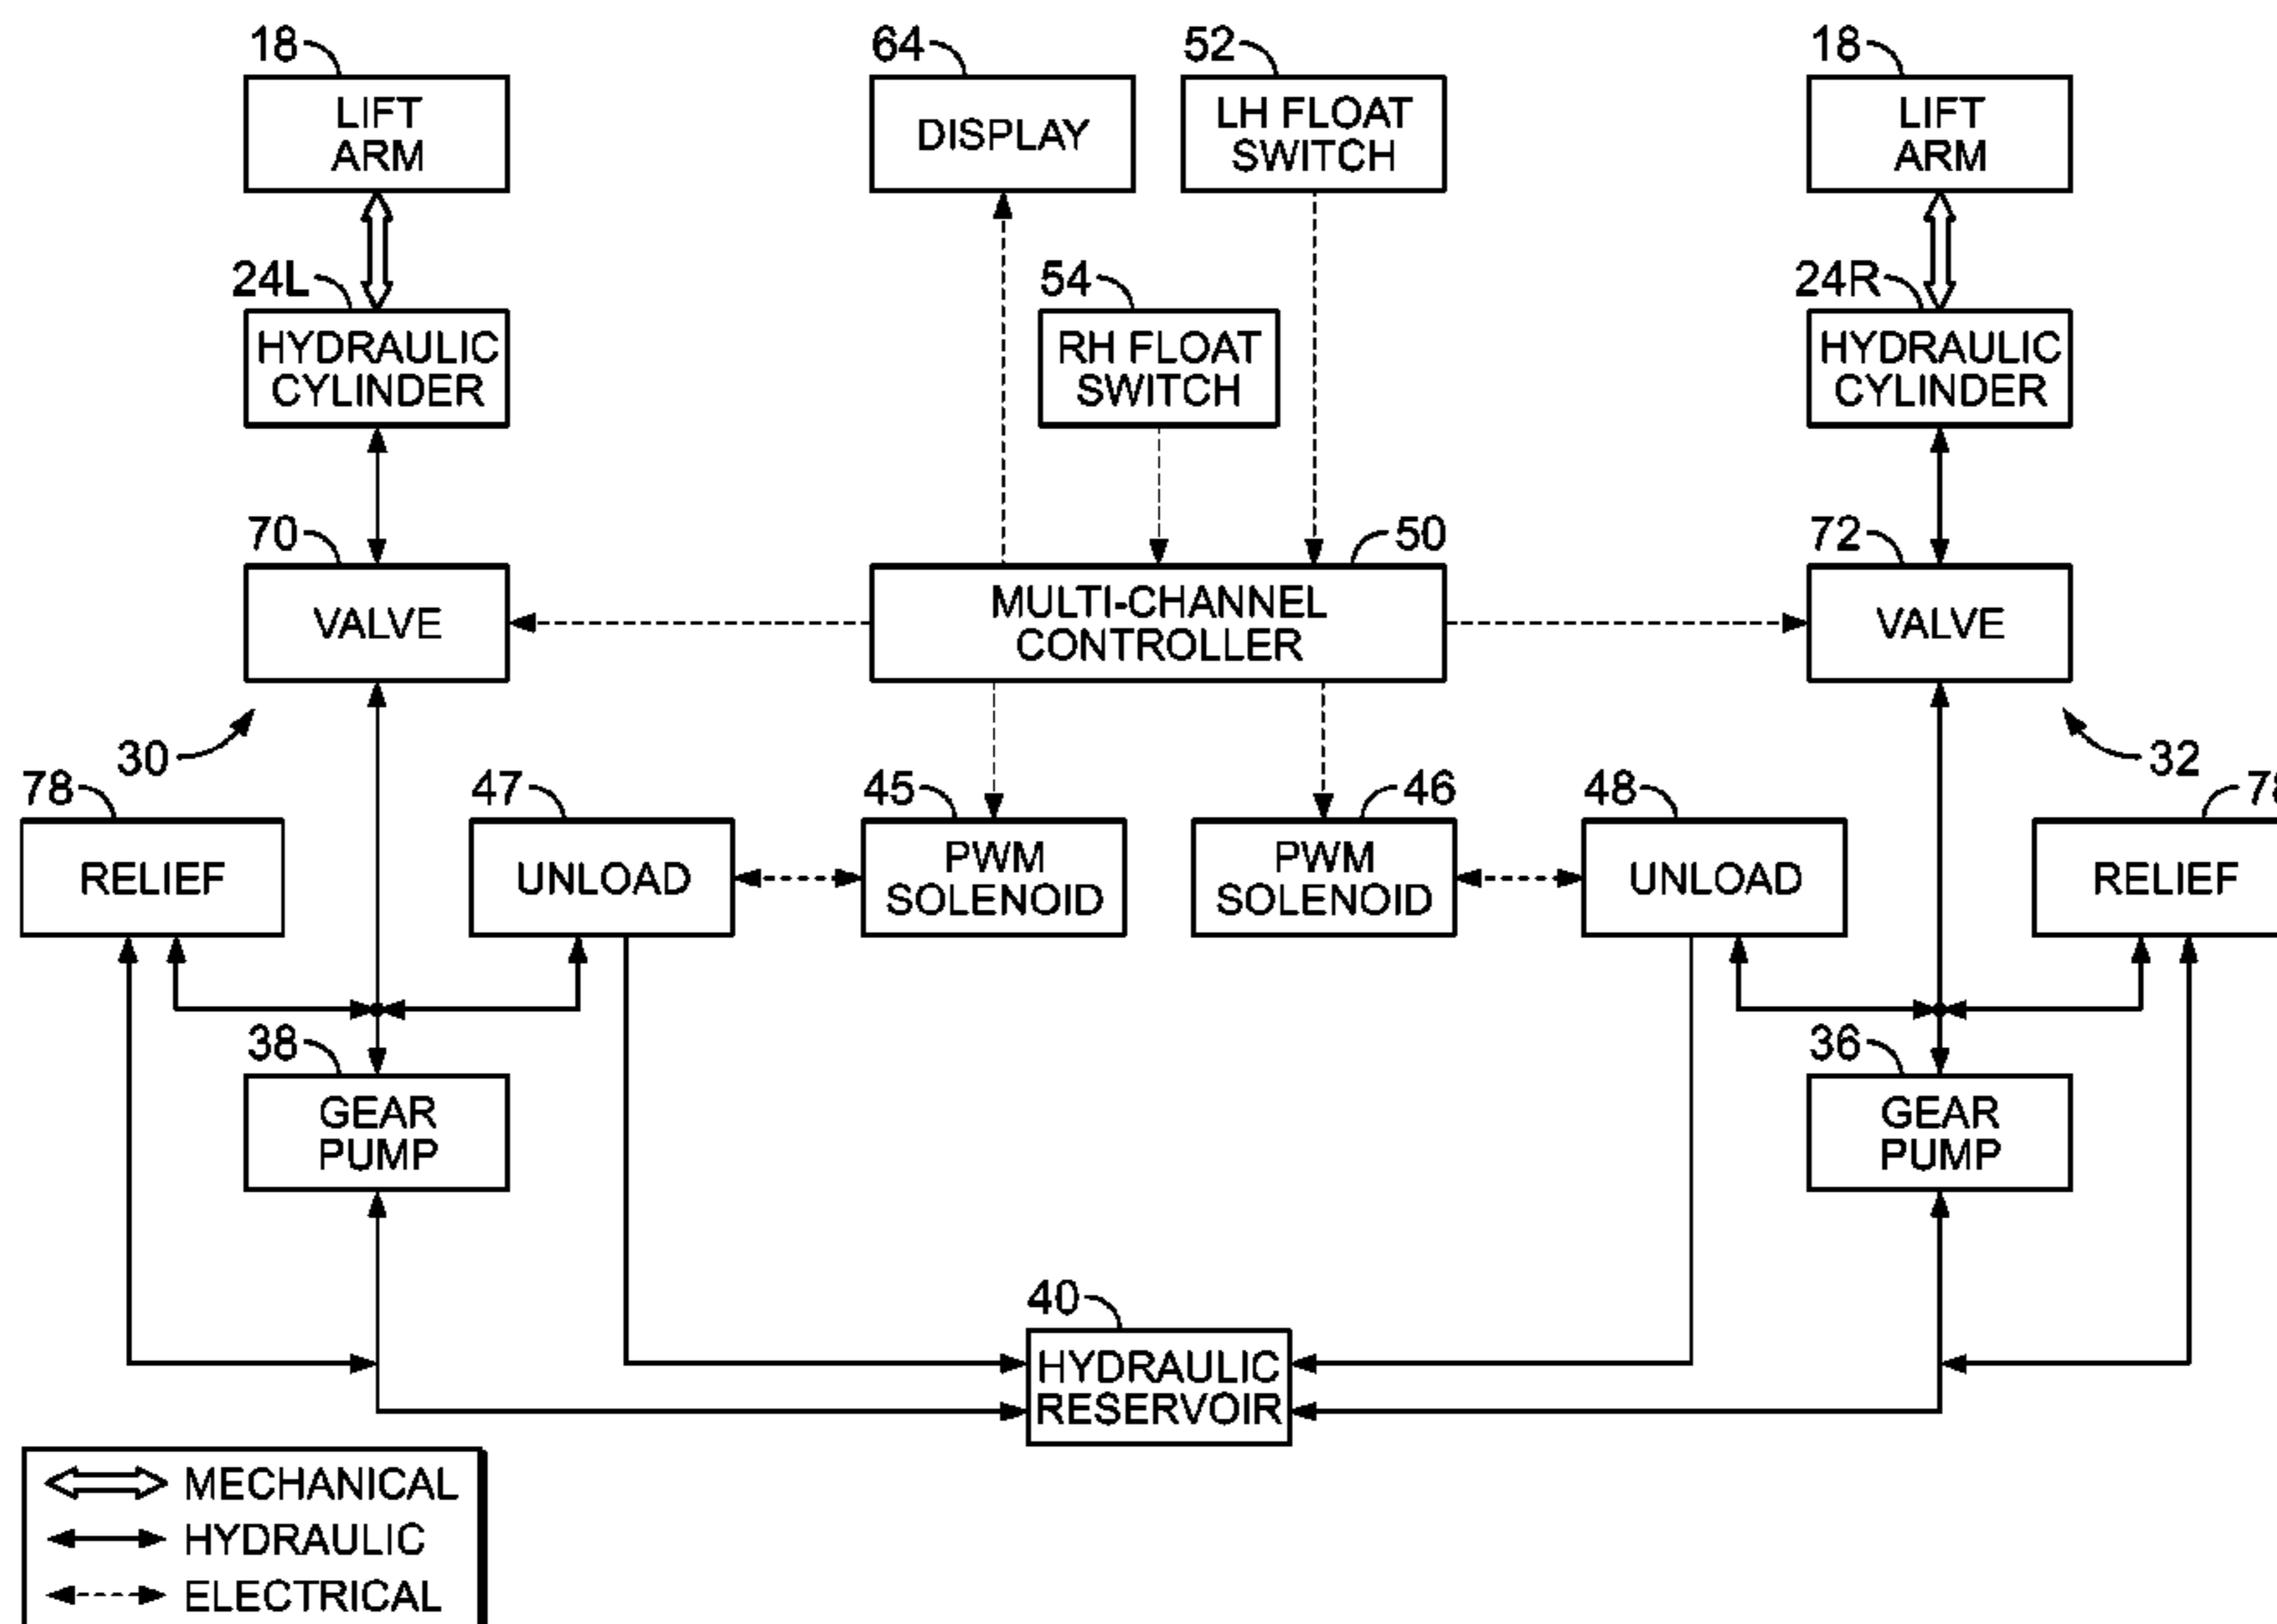 18
64
52
18
LIFT
ARM
DISPLAY
LH FLOAT
SWITCH
LIFT
ARM
24L
54
24R
HYDRAULIC
CYLINDER
RH FLOAT
SWITCH
HYDRAULIC
CYLINDER
70
50
72
VALVE
MULTI-CHANNEL
CONTROLLER
VALVE
30
32
78
47
45
46
48
78
RELIEF
UNLOAD
PWM
SOLENOID
PWM
SOLENOID
UNLOAD
RELIEF
38
36
GEAR
PUMP
GEAR
PUMP
40
HYDRAULIC
RESERVOIR
MECHANICAL
HYDRAULIC
ELECTRICAL